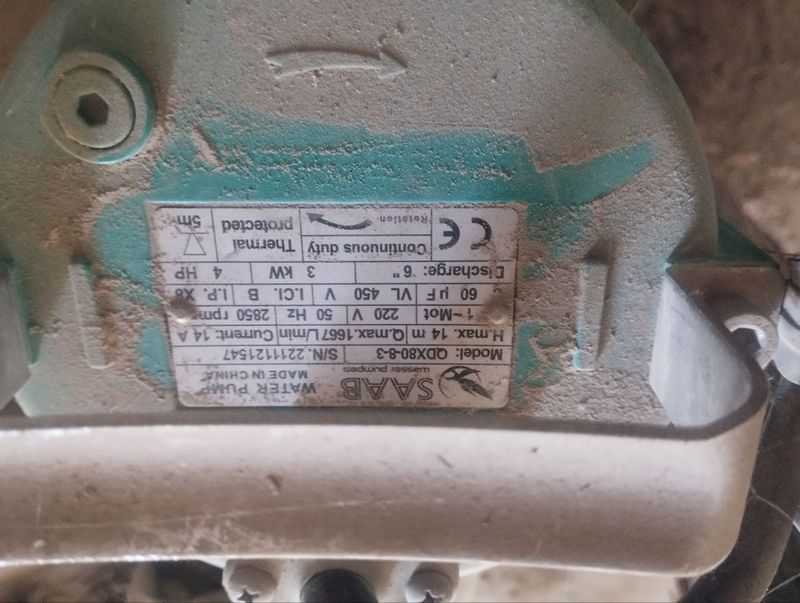 SAAB
wasser pumpen
WATER PUMP
MADE IN CHINA
Model: QDX80-8-3 S/N. 2211121547
H.max. 14 m Q.max.1667 L/min Current: 14 A
1~Mot 220 V 50 Hz 2850 rpm
60 µF VL 450 V I.Cl. B I.P. X8
Discharge: 6" 3 KW 4 HP
CE Continuous duty Thermal
Rotation protected 5m